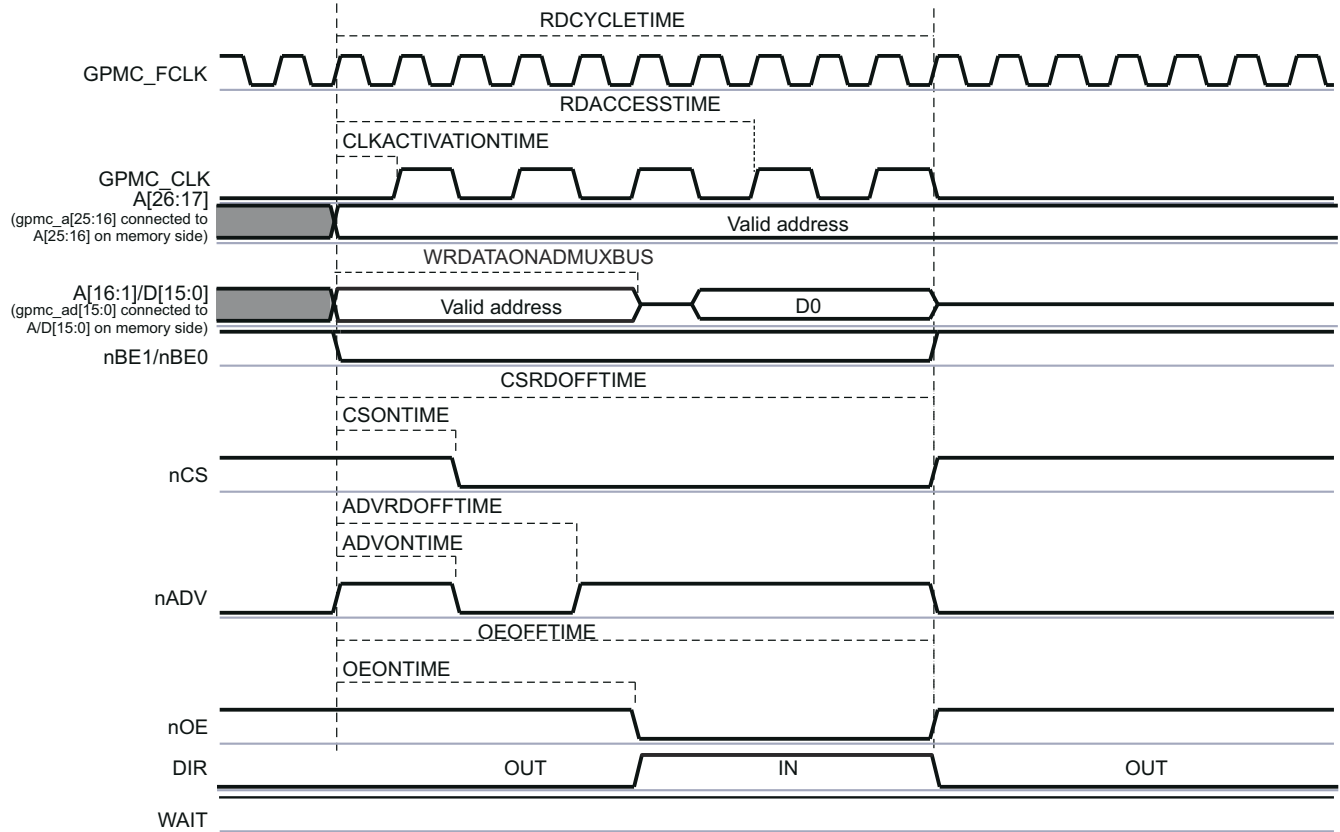 RDCYCLETIME
GPMC_FCLK
RDACCESSTIME
CLKACTIVATIONTIME
GPMC_CLK
A[26:17]
(gpmc_a[25:16] connected to
A[25:16] on memory side)
Valid address
WRDATAONADMUXBUS
A[16:1]/D[15:0]
(gpmc_ad[15:0] connected to
A/D[15:0] on memory side)
Valid address
D0
nBE1/nBE0
CSRDOFFTIME
CSONTIME
nCS
ADVRDOFFTIME
ADVONTIME
nADV
OEOFFTIME
OEONTIME
nOE
DIR
OUT
IN
OUT
WAIT